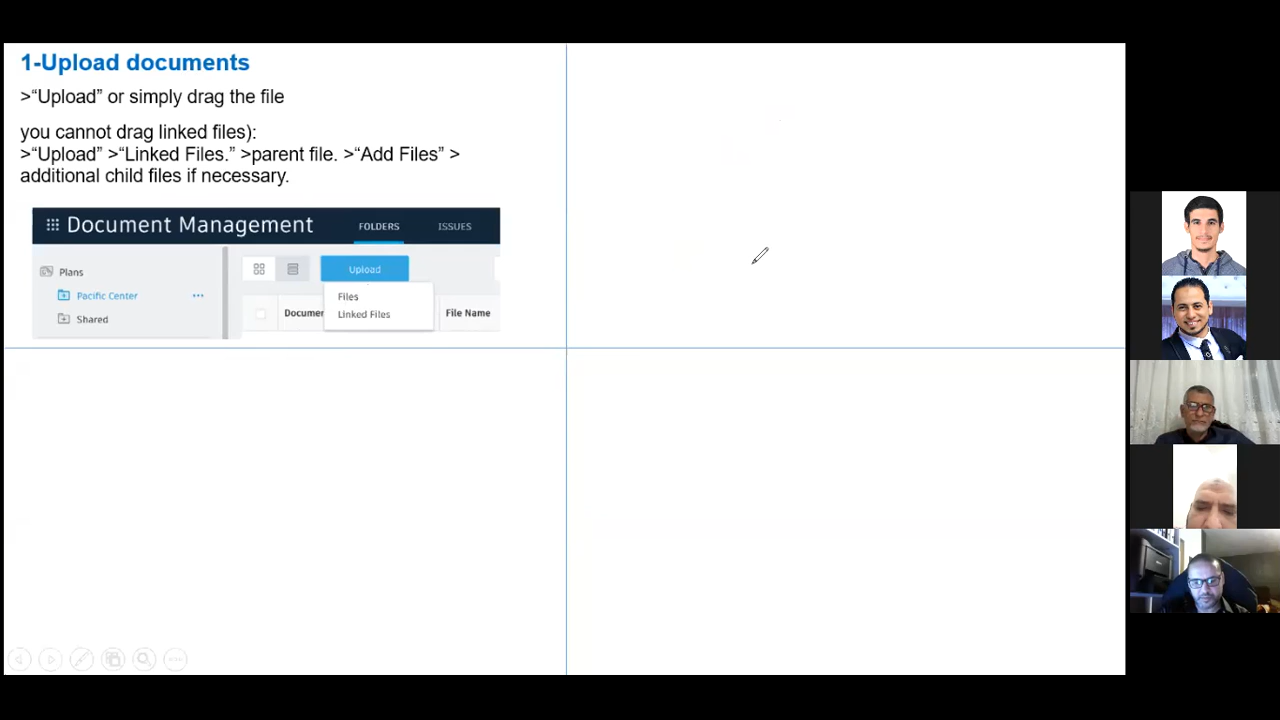 1-Upload documents
>“Upload” or simply drag the file
you cannot drag linked files):
>“Upload” >“Linked Files.” >parent file. >“Add Files” >
additional child files if necessary.
Document Management
FOLDERS
ISSUES
Plans
Upload
Pacific Center
Files
Shared
Documen
Linked Files
File Name